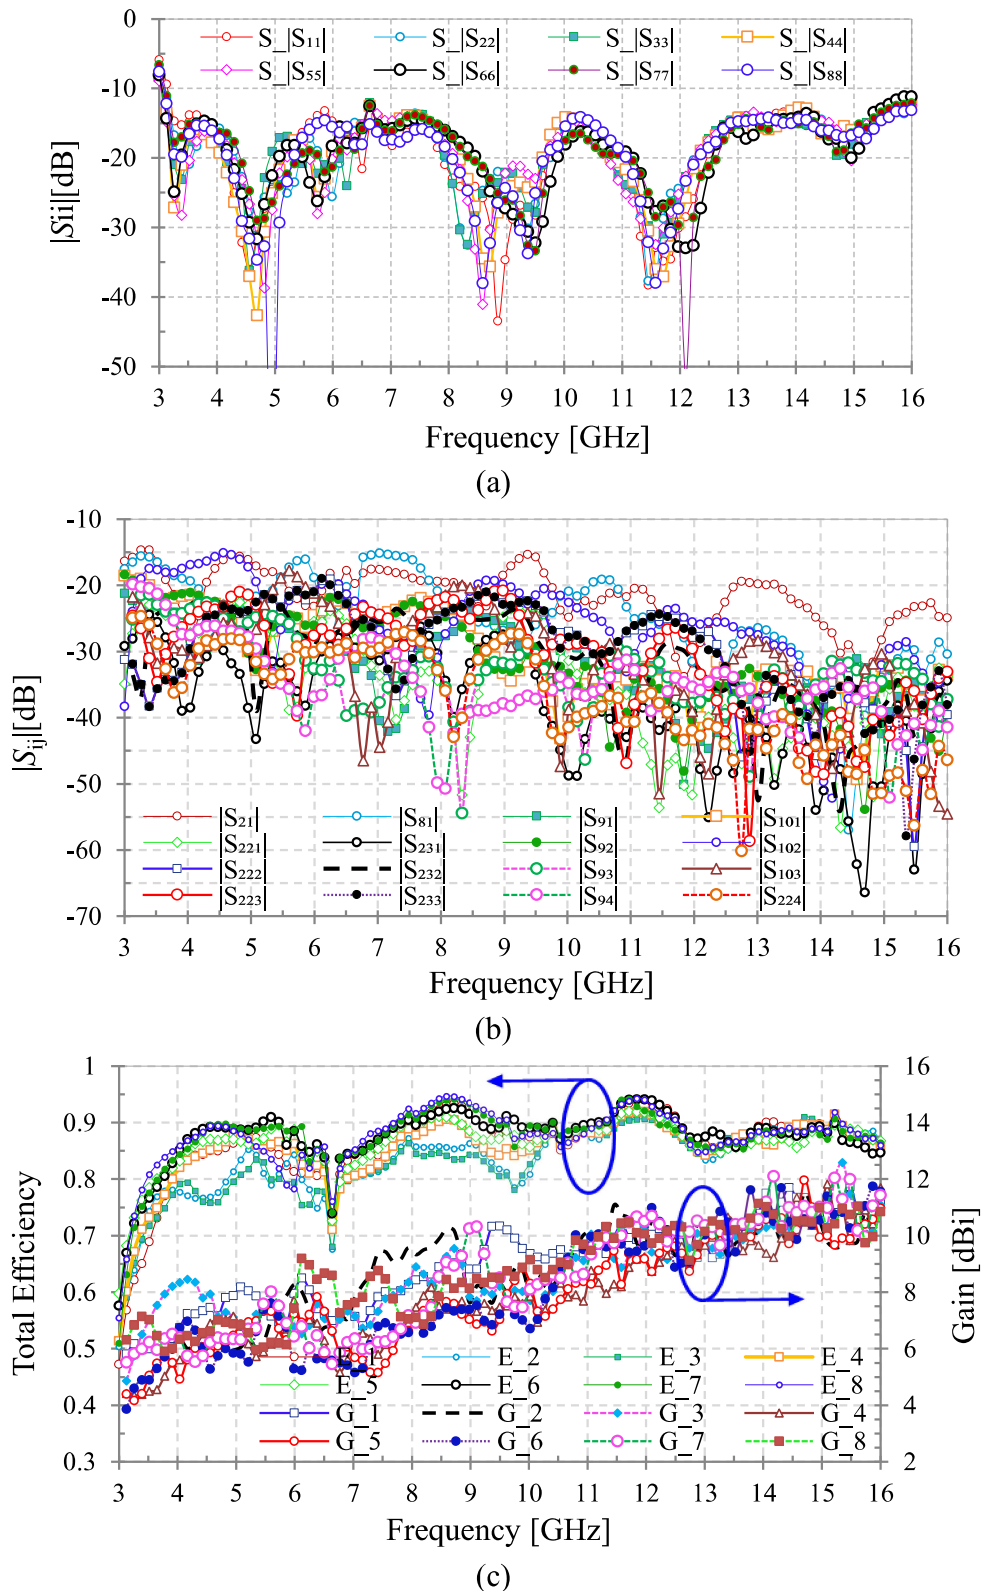 S_|S₁₁| S_|S₂₂| S_|S₃₃| S_|S₄₄|
S_|S₅₅| S_|S₆₆| S_|S₇₇| S_|S₈₈|
0
-10
-20
-30
-40
-50
|Sii|[dB]
3 4 5 6 7 8 9 10 11 12 13 14 15 16
Frequency [GHz]
(a)
-10
-20
-30
-40
-50
-60
-70
|Sij|[dB]
|S₂₁| |S₈₁| |S₉₁| |S₁₀₁|
|S₂₂₁| |S₂₃₁| |S₉₂| |S₁₀₂|
|S₂₂₂| |S₂₃₂| |S₉₃| |S₁₀₃|
|S₂₂₃| |S₂₃₃| |S₉₄| |S₂₂₄|
3 4 5 6 7 8 9 10 11 12 13 14 15 16
Frequency [GHz]
(b)
1
0.9
0.8
0.7
0.6
0.5
0.4
0.3
Total Efficiency
16
14
12
10
8
6
4
2
Gain [dBi]
E_1 E_2 E_3 E_4
E_5 E_6 E_7 E_8
G_1 G_2 G_3 G_4
G_5 G_6 G_7 G_8
3 4 5 6 7 8 9 10 11 12 13 14 15 16
Frequency [GHz]
(c)